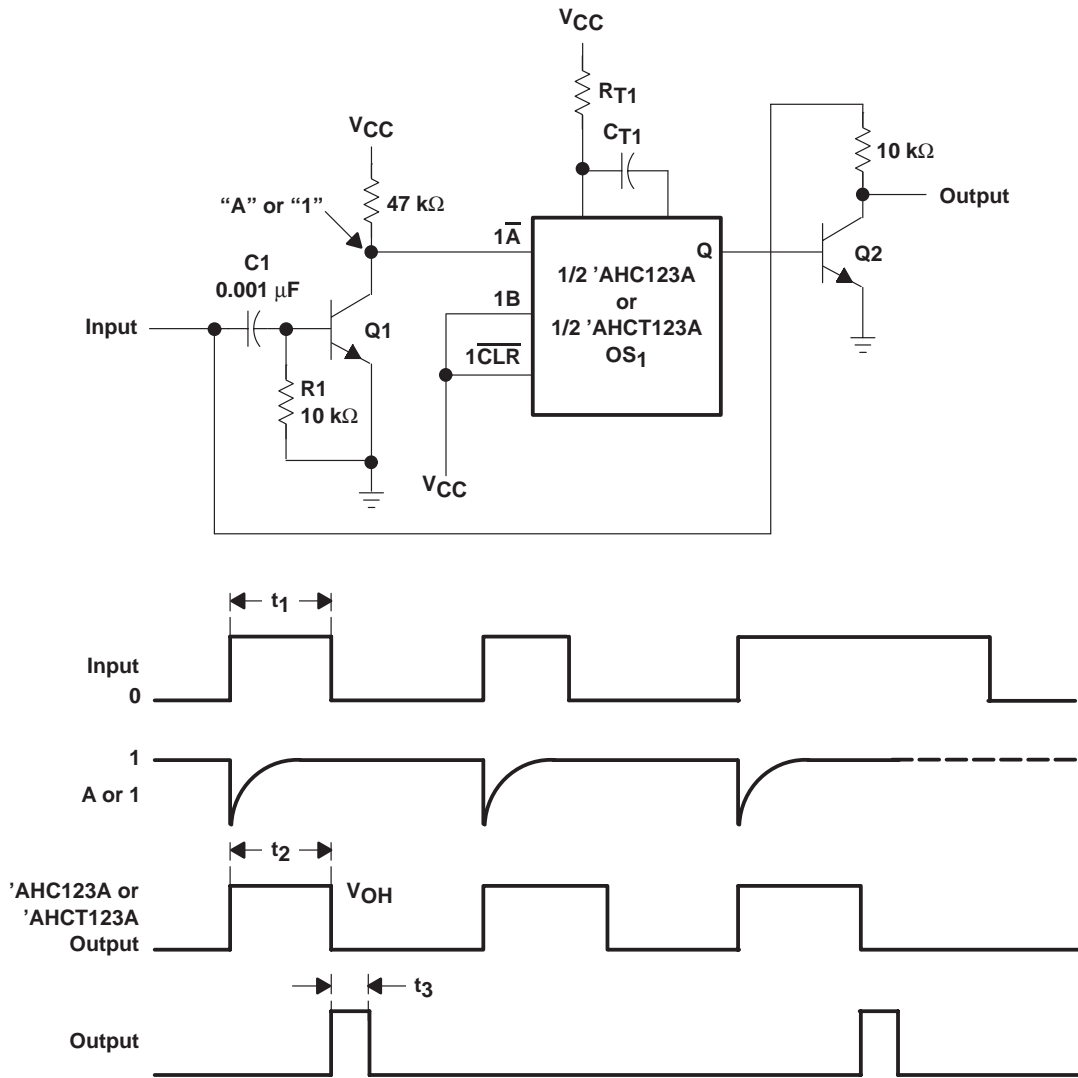 VCC
RT1
CT1
VCC
47 kΩ
10 kΩ
Output
"A" or "1"
1A̅
Q
Q2
C1
0.001 μF
1/2 'AHC123A
or
1/2 'AHCT123A
OS1
1B
Input
Q1
1C̅L̅R̅
R1
10 kΩ
VCC
t1
Input
0
1
A or 1
t2
'AHC123A or
'AHCT123A
Output
VOH
t3
Output